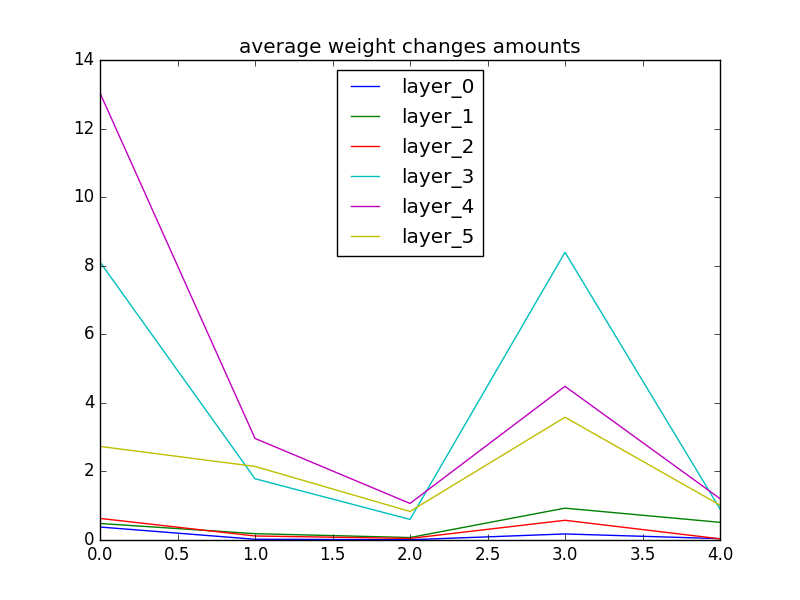 average weight changes amounts
14
12
10
8
6
4
2
0
layer_0
layer_1
layer_2
layer_3
layer_4
layer_5
0.0 0.5 1.0 1.5 2.0 2.5 3.0 3.5 4.0